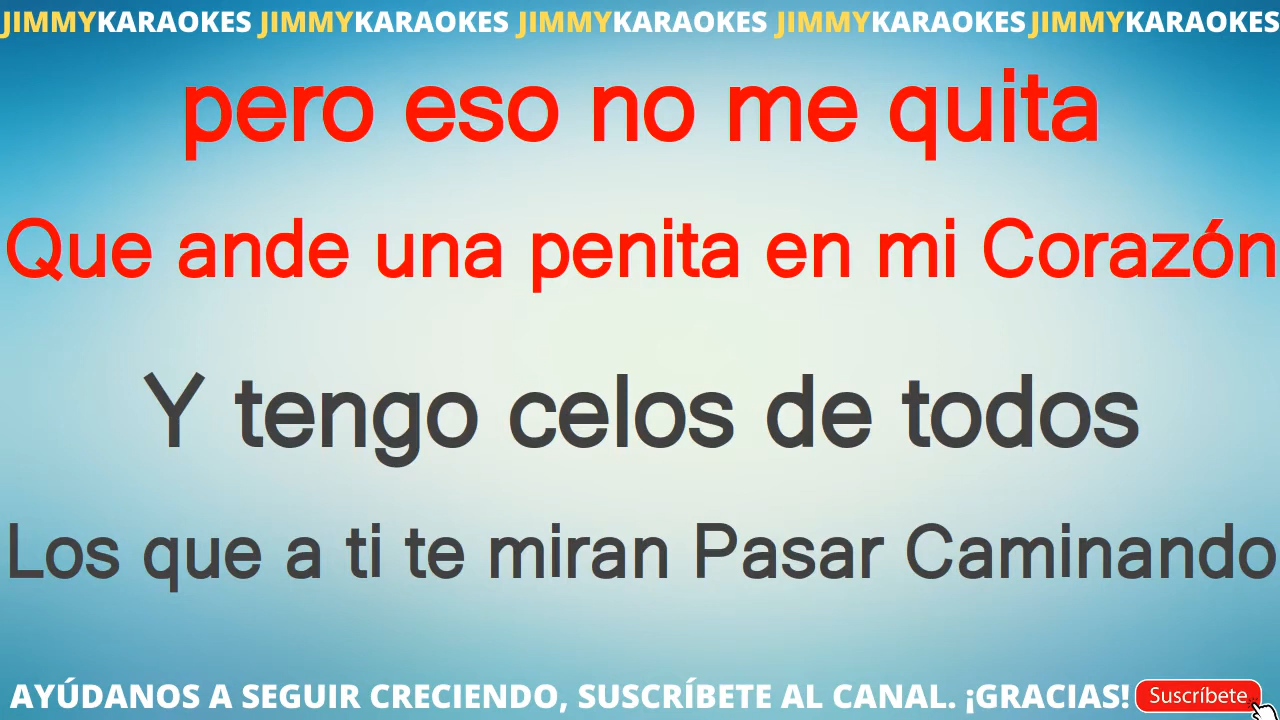 JIMMYKARAOKES JIMMYKARAOKES JIMMYKARAOKES JIMMYKARAOKES JIMMYKARAOKES
pero eso no me quita
Que ande una penita en mi Corazón
Y tengo celos de todos
Los que a ti te miran Pasar Caminando
AYÚDANOS A SEGUIR CRECIENDO, SUSCRÍBETE AL CANAL. ¡GRACIAS! Suscríbete